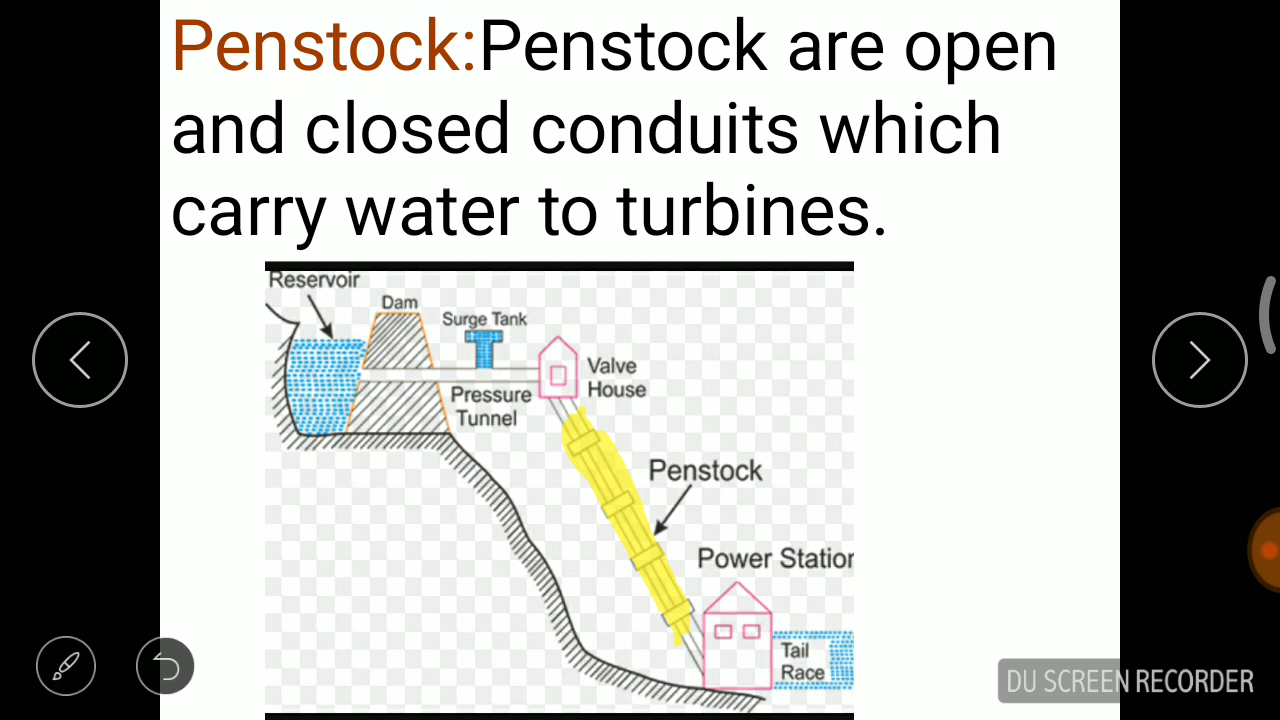 Penstock:Penstock are open
and closed conduits which
carry water to turbines.
Reservoir
Dam
Surge Tank
Valve
House
Pressure
Tunnel
Penstock
Power Station
Tail
Race
DU SCREEN RECORDER